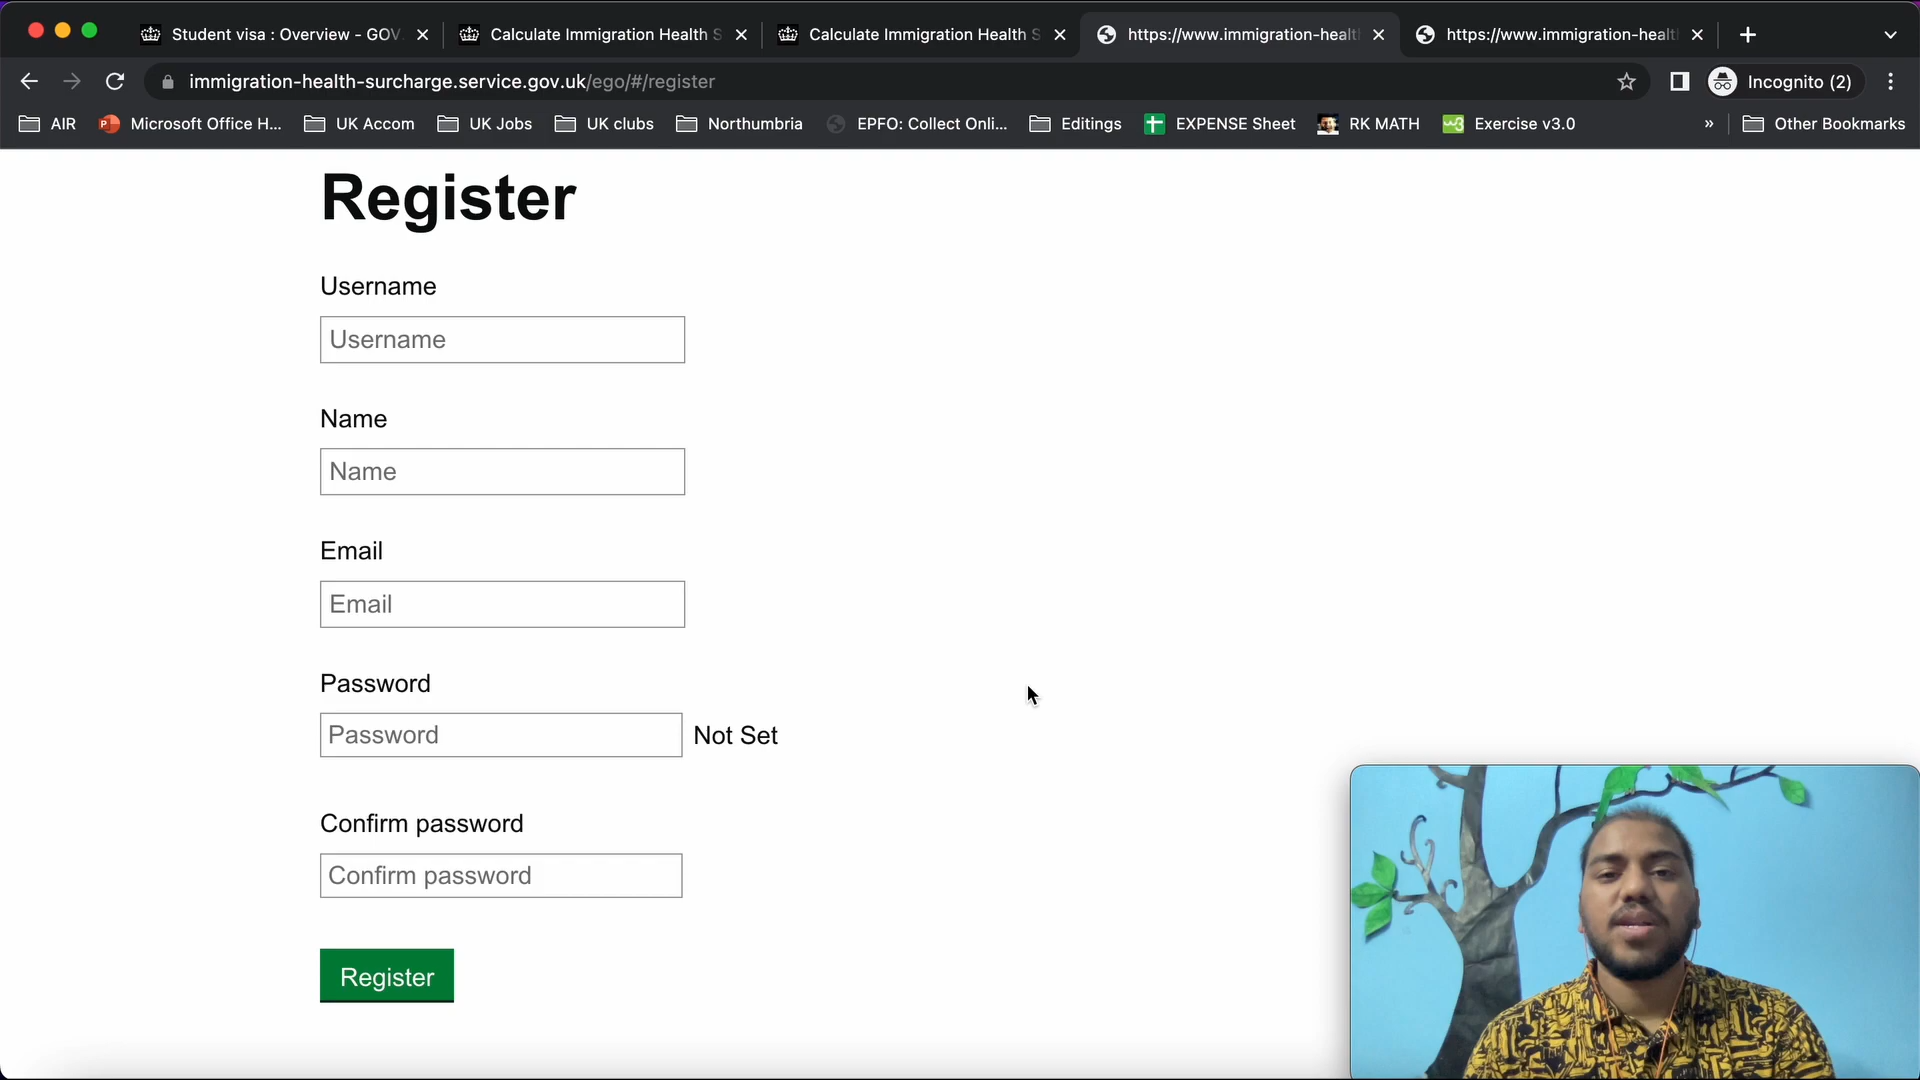 Student visa : Overview - GOV.
Calculate Immigration Health S
Calculate Immigration Health S
https://www.immigration-healt
https://www.immigration-healt
immigration-health-surcharge.service.gov.uk/ego/#/register
Incognito (2)
AIR
Microsoft Office H...
UK Accom
UK Jobs
UK clubs
Northumbria
EPFO: Collect Onli...
Editings
EXPENSE Sheet
RK MATH
Exercise v3.0
»
Other Bookmarks
Register
Username
Username
Name
Name
Email
Email
Password
Password
Not Set
Confirm password
Confirm password
Register